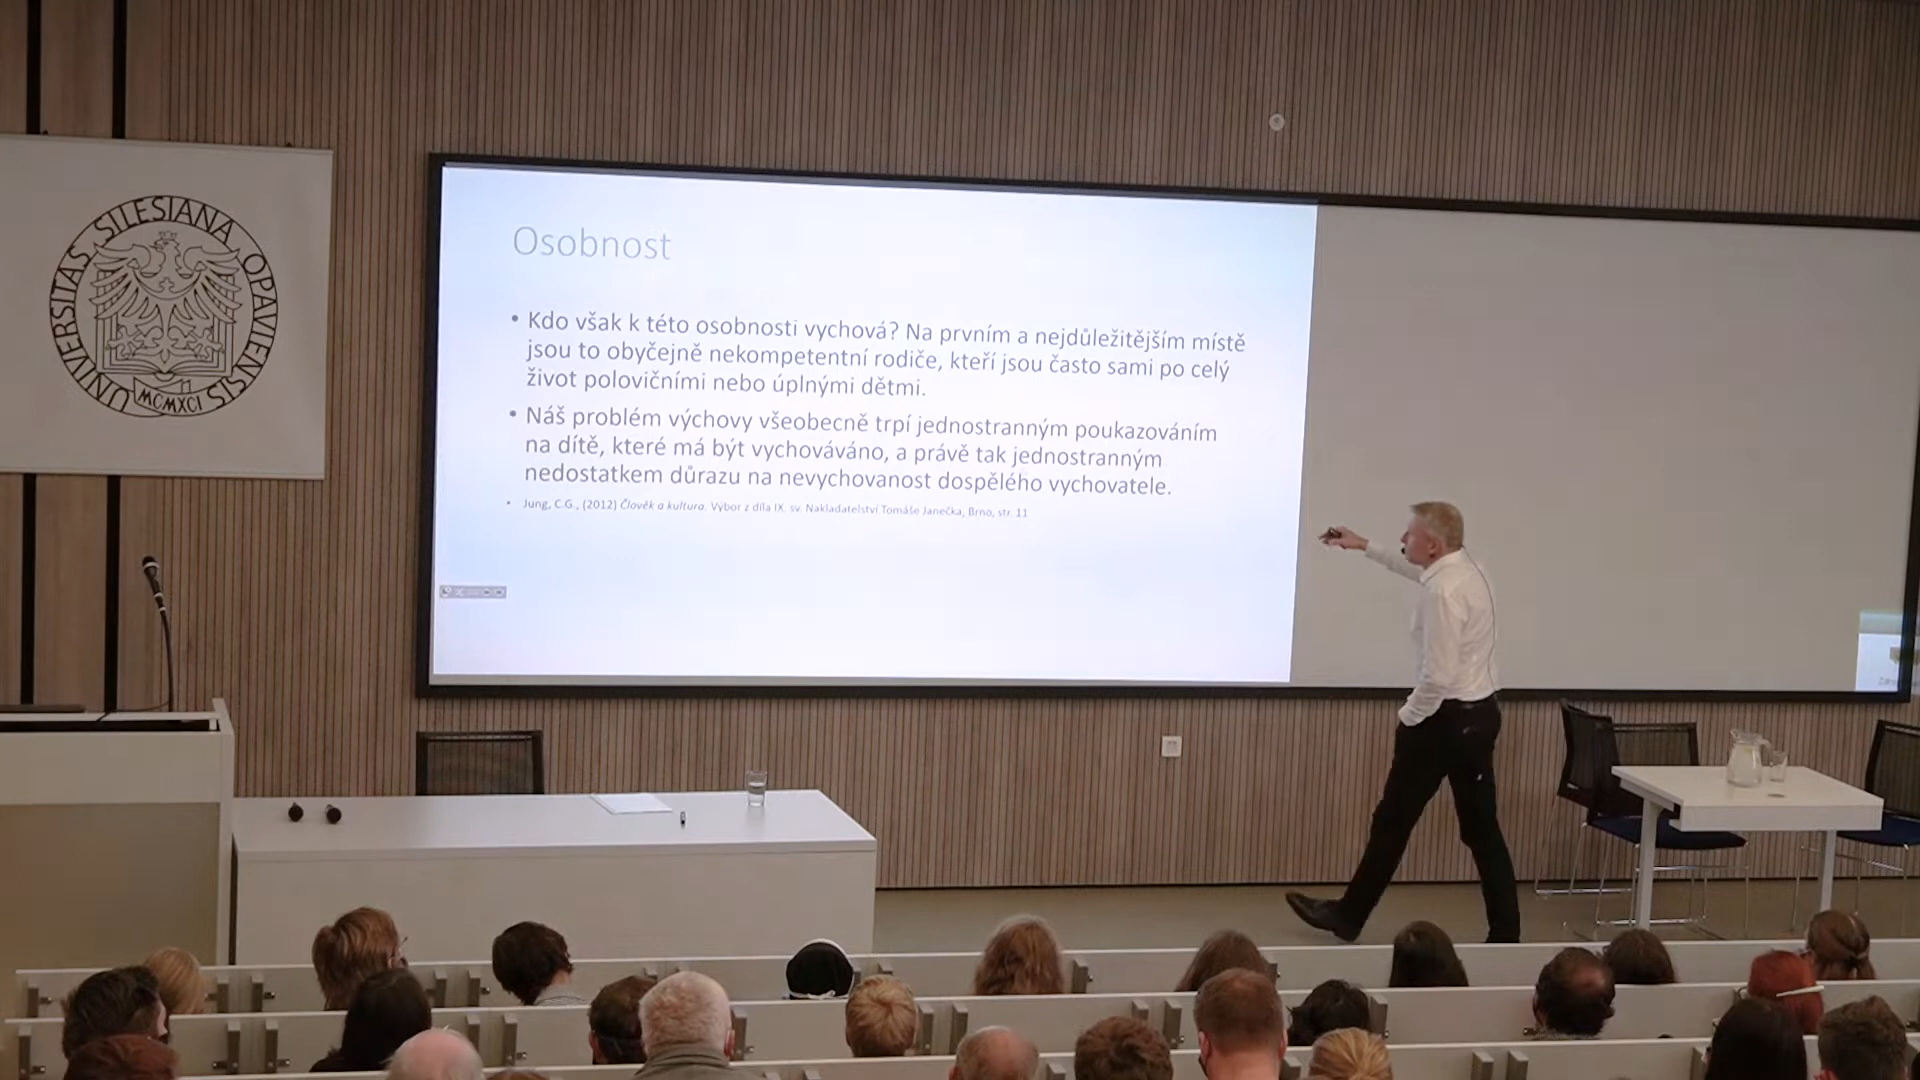 UNIVERSITAS SILESIANA OPAVIENSIS
MCMXCI
Osobnost
• Kdo však k této osobnosti vychová? Na prvním a nejdůležitějším místě
jsou to obyčejně nekompetentní rodiče, kteří jsou často sami po celý
život polovičními nebo úplnými dětmi.
• Náš problém výchovy všeobecně trpí jednostranným poukazováním
na dítě, které má být vychováváno, a právě tak jednostranným
nedostatkem důrazu na nevychovanost dospělého vychovatele.
• Jung, C.G., (2012) Člověk a kultura. Výbor z díla IX. sv. Nakladatelství Tomáše Janečka, Brno, str. 11